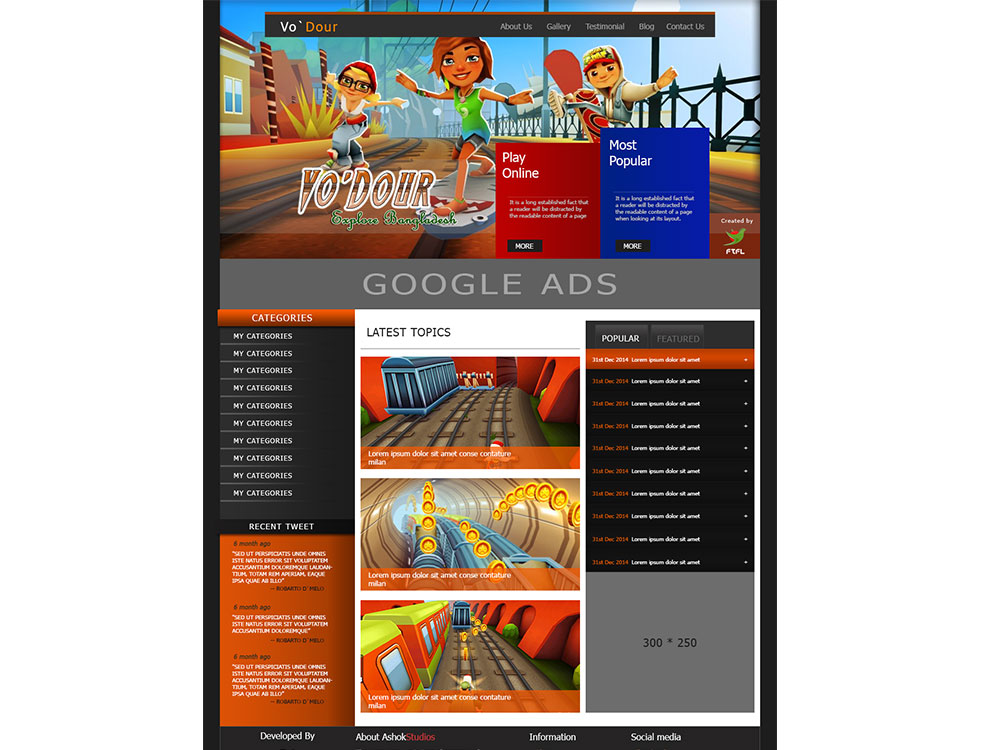 Vo`Dour
About Us Gallery Testimonial Blog Contact Us
VO'DOUR
Explore Bangladesh
Play
Online
It is a long established fact that
a reader will be distracted by
the readable content of a page
MORE
Most
Popular
It is a long established fact that
a reader will be distracted by the
readable content of a page
when looking at its layout.
MORE
Created by
FTFL
GOOGLE ADS
CATEGORIES
MY CATEGORIES
MY CATEGORIES
MY CATEGORIES
MY CATEGORIES
MY CATEGORIES
MY CATEGORIES
MY CATEGORIES
MY CATEGORIES
MY CATEGORIES
MY CATEGORIES
RECENT TWEET
6 month ago
"SED UT PERSPICIATIS UNDE OMNIS
ISTE NATUS ERROR SIT VOLUPTATEM
ACCUSANTIUM DOLOREMQUE LAUDAN-
TIUM, TOTAM REM APERIAM, EAQUE
IPSA QUAE AB ILLO"
-- ROBARTO D`MELO
6 month ago
"SED UT PERSPICIATIS UNDE OMNIS
ISTE NATUS ERROR SIT VOLUPTATEM
ACCUSANTIUM DOLOREMQUE"
-- ROBARTO D`MELO
6 month ago
"SED UT PERSPICIATIS UNDE OMNIS
ISTE NATUS ERROR SIT VOLUPTATEM
ACCUSANTIUM DOLOREMQUE LAUDAN-
TIUM, TOTAM REM APERIAM, EAQUE
IPSA QUAE AB ILLO"
-- ROBARTO D`MELO
LATEST TOPICS
Lorem ipsum dolor sit amet conse contature
milan
Lorem ipsum dolor sit amet conse contature
milan
Lorem ipsum dolor sit amet conse contature
milan
POPULAR FEATURED
31st Dec 2014 Lorem ipsum dolor sit amet +
31st Dec 2014 Lorem ipsum dolor sit amet +
31st Dec 2014 Lorem ipsum dolor sit amet +
31st Dec 2014 Lorem ipsum dolor sit amet +
31st Dec 2014 Lorem ipsum dolor sit amet +
31st Dec 2014 Lorem ipsum dolor sit amet +
31st Dec 2014 Lorem ipsum dolor sit amet +
31st Dec 2014 Lorem ipsum dolor sit amet +
31st Dec 2014 Lorem ipsum dolor sit amet +
31st Dec 2014 Lorem ipsum dolor sit amet +
300 * 250
Developed By About AshokStudios Information Social media